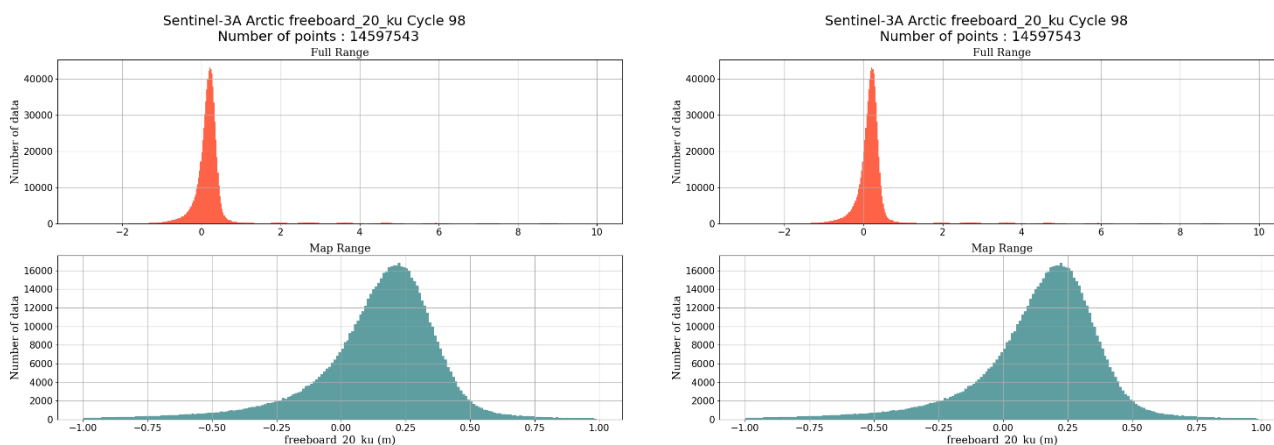 Sentinel-3A Arctic freeboard_20_ku Cycle 98
Number of points : 14597543
Full Range
Number of data
40000
30000
20000
10000
0
−2 0 2 4 6 8 10
Map Range
Number of data
16000
14000
12000
10000
8000
6000
4000
2000
0
−1.00 −0.75 −0.50 −0.25 0.00 0.25 0.50 0.75 1.00
freeboard_20_ku (m)
Sentinel-3A Arctic freeboard_20_ku Cycle 98
Number of points : 14597543
Full Range
Number of data
40000
30000
20000
10000
0
−2 0 2 4 6 8 10
Map Range
Number of data
16000
14000
12000
10000
8000
6000
4000
2000
0
−1.00 −0.75 −0.50 −0.25 0.00 0.25 0.50 0.75 1.00
freeboard_20_ku (m)